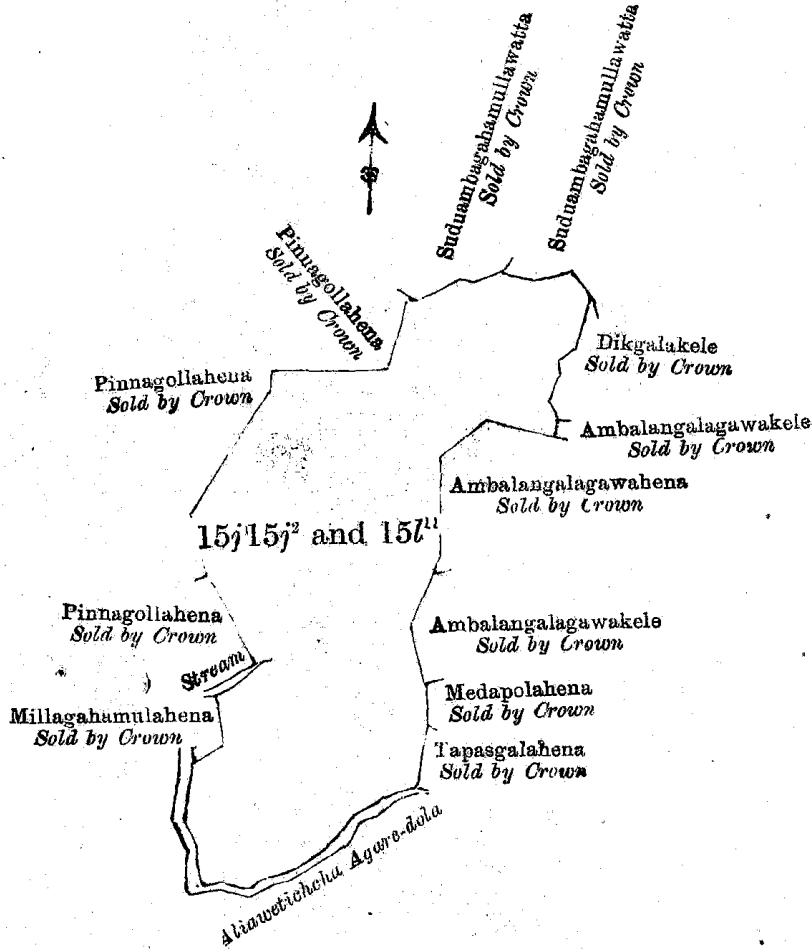 Suduambagahamullawatta
Sold by Crown
Suduambagahamullawatta
Sold by Crown
Pinnagollahena
Sold by Crown
Dikgalakele
Sold by Crown
Pinnagollahena
Sold by Crown
Ambalangalagawakele
Sold by Crown
Ambalangalagawahena
Sold by Crown
15j¹15j² and 15l¹¹
Pinnagollahena
Sold by Crown
Ambalangalagawakele
Sold by Crown
Stream
Medapolahena
Sold by Crown
Millagahamulahena
Sold by Crown
Tapasgalahena
Sold by Crown
Aliawetichcha Agare-dola